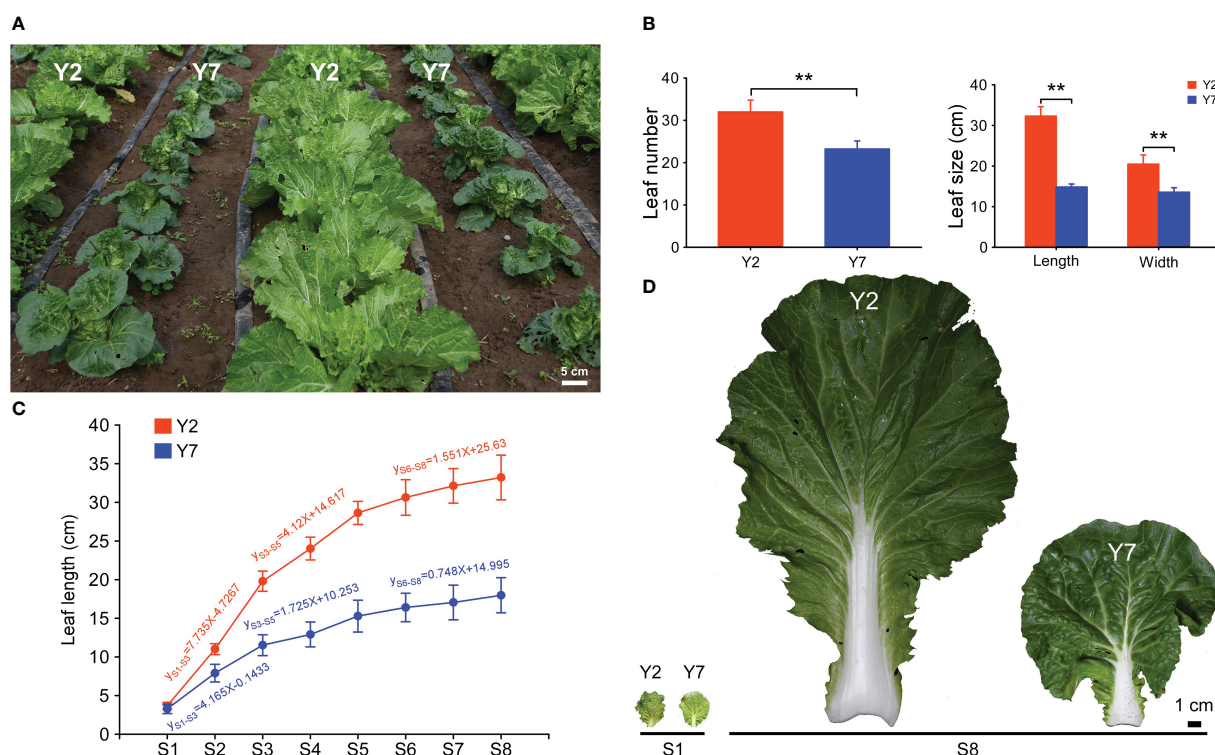 A
Y2
Y7
Y2
Y7
5 cm
B
Leaf number
40
30
20
10
0
**
Y2
Y7
Leaf size (cm)
40
30
20
10
0
**
**
Length
Width
Y2
Y7
C
Leaf length (cm)
40
35
30
25
20
15
10
5
0
Y2
Y7
yS1-S3=7.735X-4.7267
yS3-S5=4.12X+14.617
yS6-S8=1.551X+25.63
yS1-S3=4.165X-0.1433
yS3-S5=1.725X+10.253
yS6-S8=0.748X+14.995
S1 S2 S3 S4 S5 S6 S7 S8
D
Y2
Y7
Y2 Y7
1 cm
S1
S8